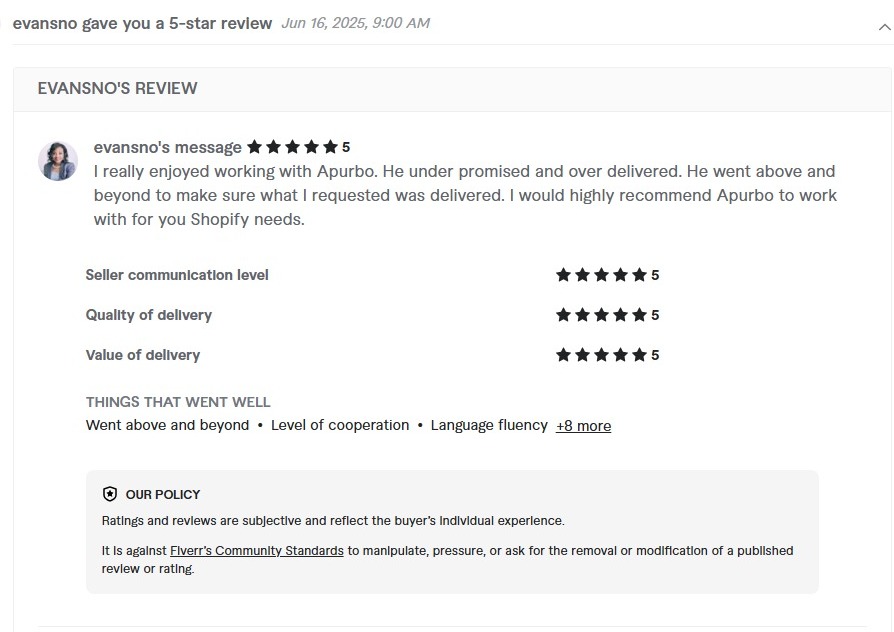 evansno gave you a 5-star review Jun 16, 2025, 9:00 AM
EVANSNO'S REVIEW
evansno's message ★★★★★ 5
I really enjoyed working with Apurbo. He under promised and over delivered. He went above and
beyond to make sure what I requested was delivered. I would highly recommend Apurbo to work
with for you Shopify needs.
Seller communication level ★★★★★ 5
Quality of delivery ★★★★★ 5
Value of delivery ★★★★★ 5
THINGS THAT WENT WELL
Went above and beyond • Level of cooperation • Language fluency +8 more
OUR POLICY
Ratings and reviews are subjective and reflect the buyer's individual experience.
It is against Fiverr's Community Standards to manipulate, pressure, or ask for the removal or modification of a published
review or rating.